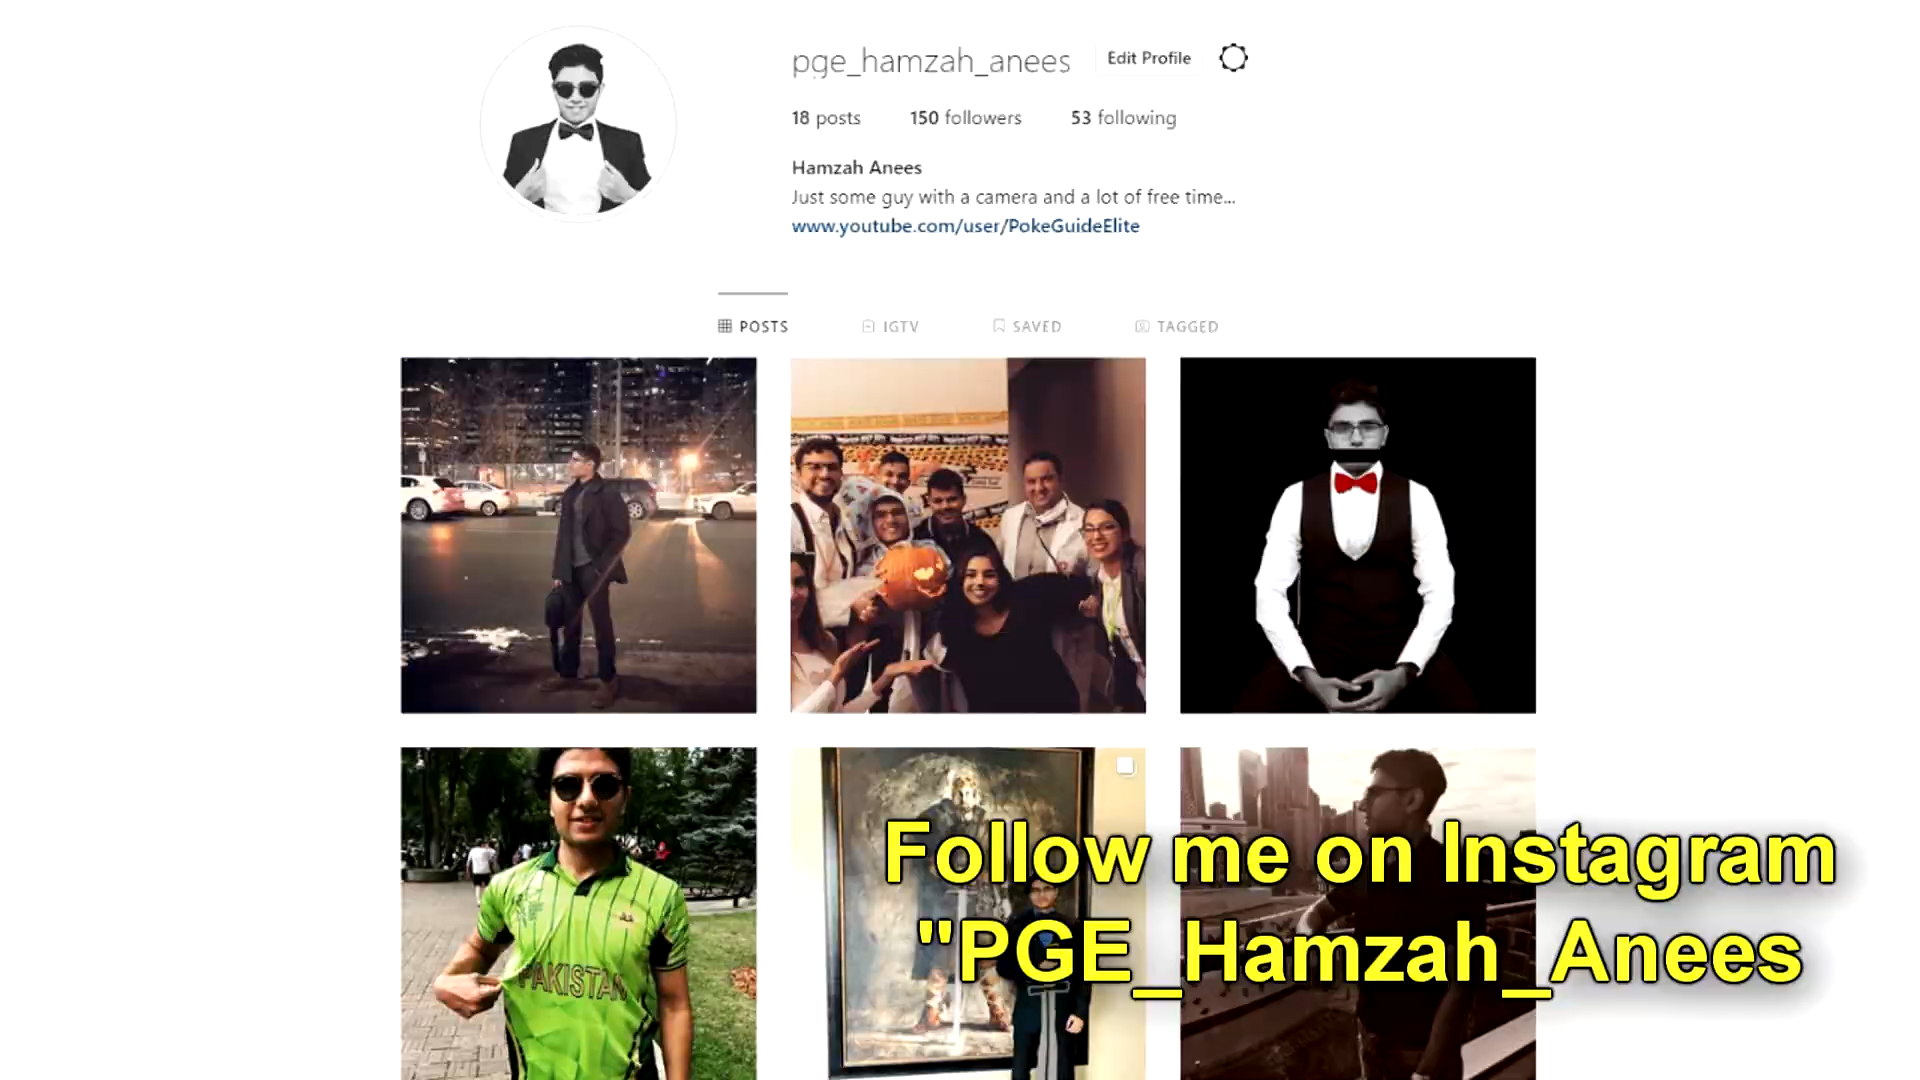 pge_hamzah_anees Edit Profile
18 posts 150 followers 53 following
Hamzah Anees
Just some guy with a camera and a lot of free time...
www.youtube.com/user/PokeGuideElite
POSTS IGTV SAVED TAGGED
PAKISTAN
Follow me on Instagram
"PGE_Hamzah_Anees